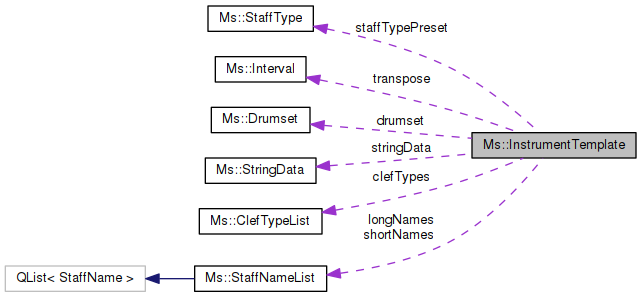 Ms::StaffType
staffTypePreset
Ms::Interval
transpose
Ms::Drumset
drumset
Ms::InstrumentTemplate
stringData
Ms::StringData
clefTypes
Ms::ClefTypeList
longNames
shortNames
QList< StaffName >
Ms::StaffNameList